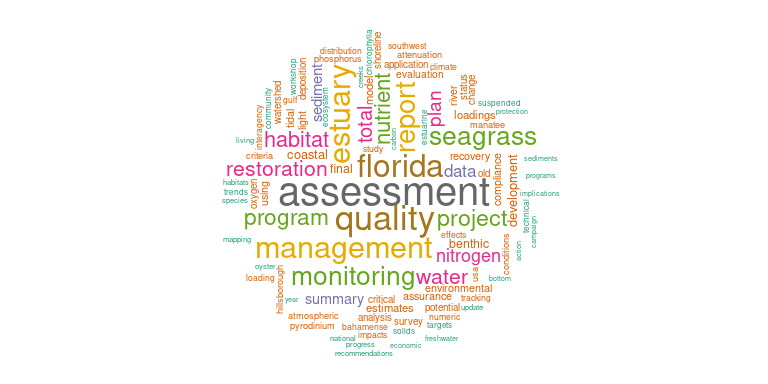 southwest
distribution
attenuation
phosphorus
application
climate
evaluation
shoreline
chlorophylla
creeks
workshop
deposition
sediment
ecosystem
estuary
model
nutrient
total
carbon
report
estuarine
plan
river
status
change
suspended
protection
loadings
manatee
watershed
gulf
community
interagency
tidal
light
living
habitat
seagrass
criteria
coastal
study
restoration
final
florida
data
old
recovery
compliance
development
sediments
programs
implications
habitats
trends
species
oxygen
using
assessment
program
quality
project
technical
campaign
action
mapping
management
effects
benthic
nitrogen
conditions
oyster
loading
monitoring
water
usa
bottom
hillsborough
year
summary
critical
assurance
environmental
tracking
estimates
potential
update
atmospheric
analysis
survey
numeric
pyrodinium
bahamense
targets
impacts
solids
national
progress
economic
freshwater
recommendations